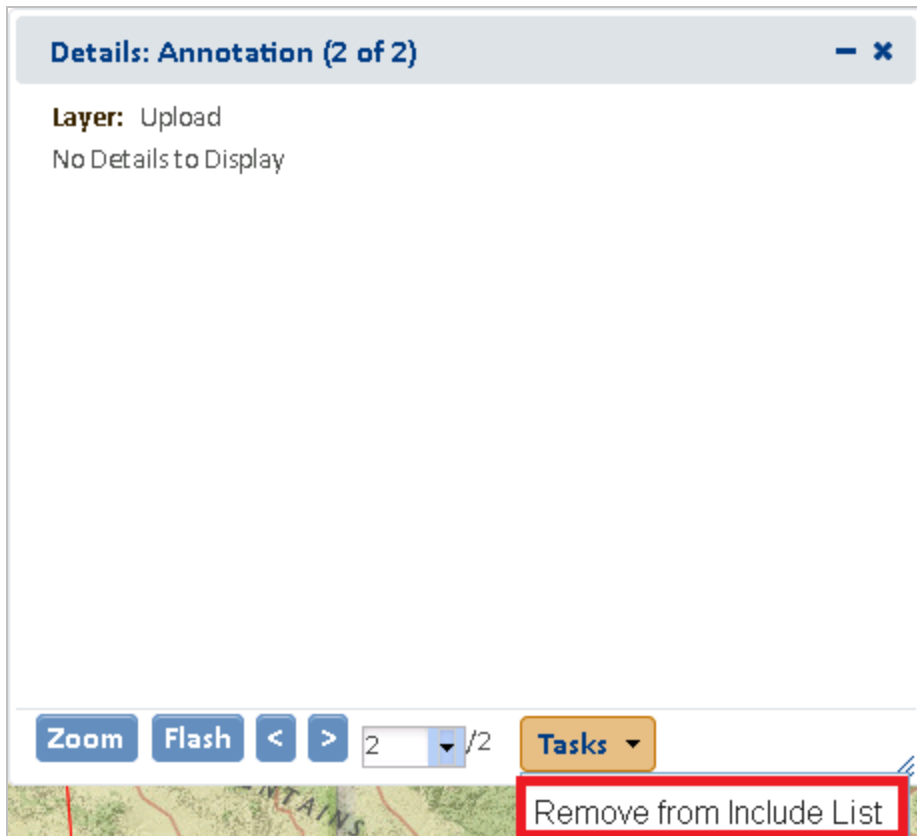 Details: Annotation (2 of 2)
Layer: Upload
No Details to Display
Zoom Flash < > 2 /2 Tasks
Remove from Include List